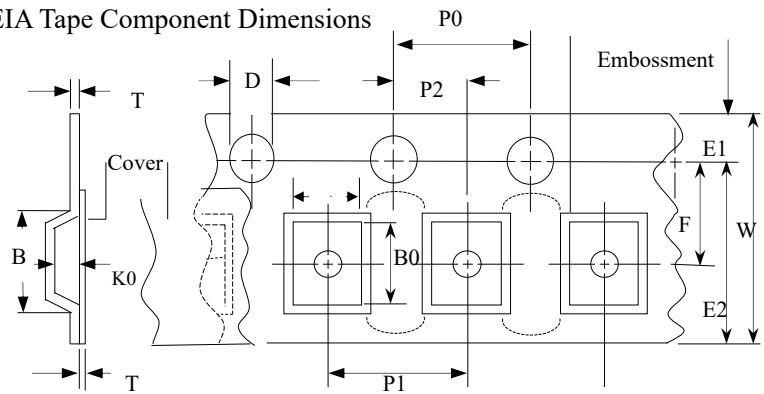 EIA Tape Component Dimensions
P0
Embossment
D
P2
T
Cover
E1
F
W
B
K0
B0
E2
P1
T